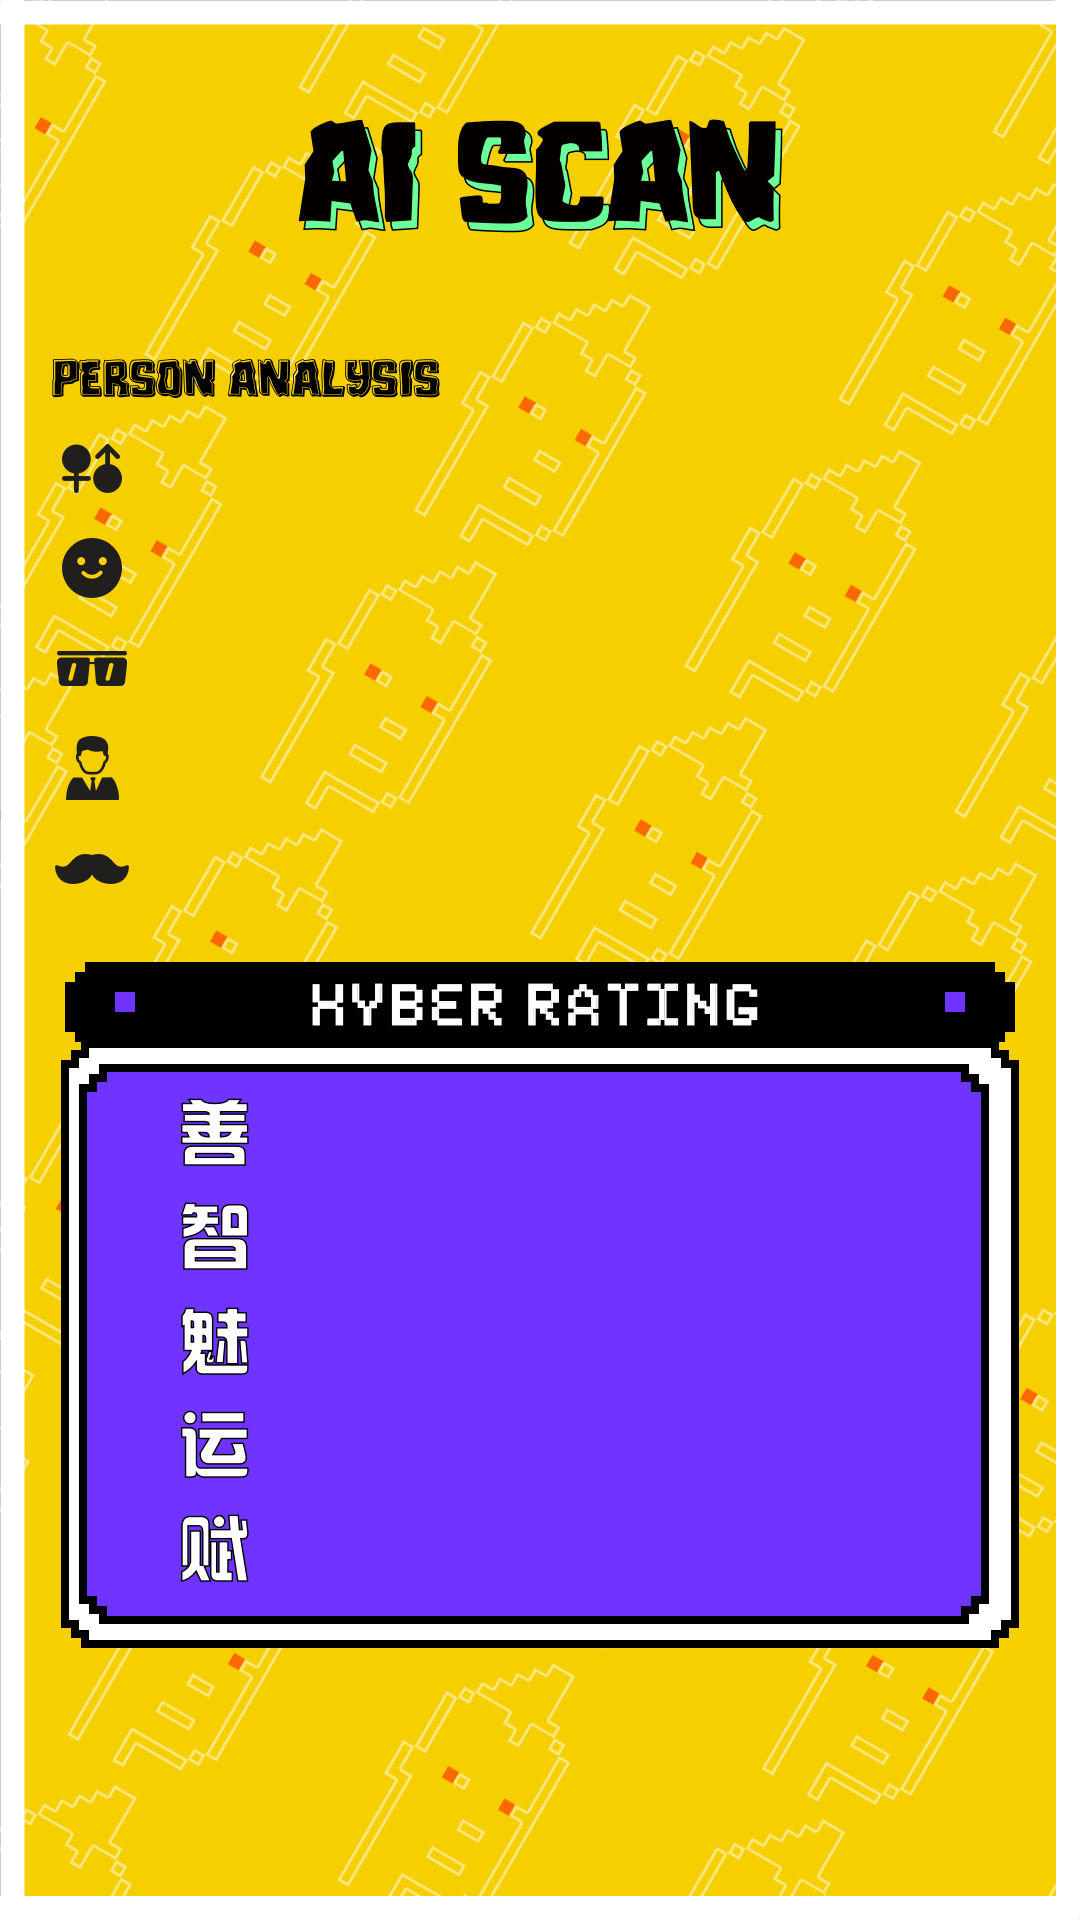 AI SCAN
PERSON ANALYSIS
HYBER RATING
善
智
魅
运
赋